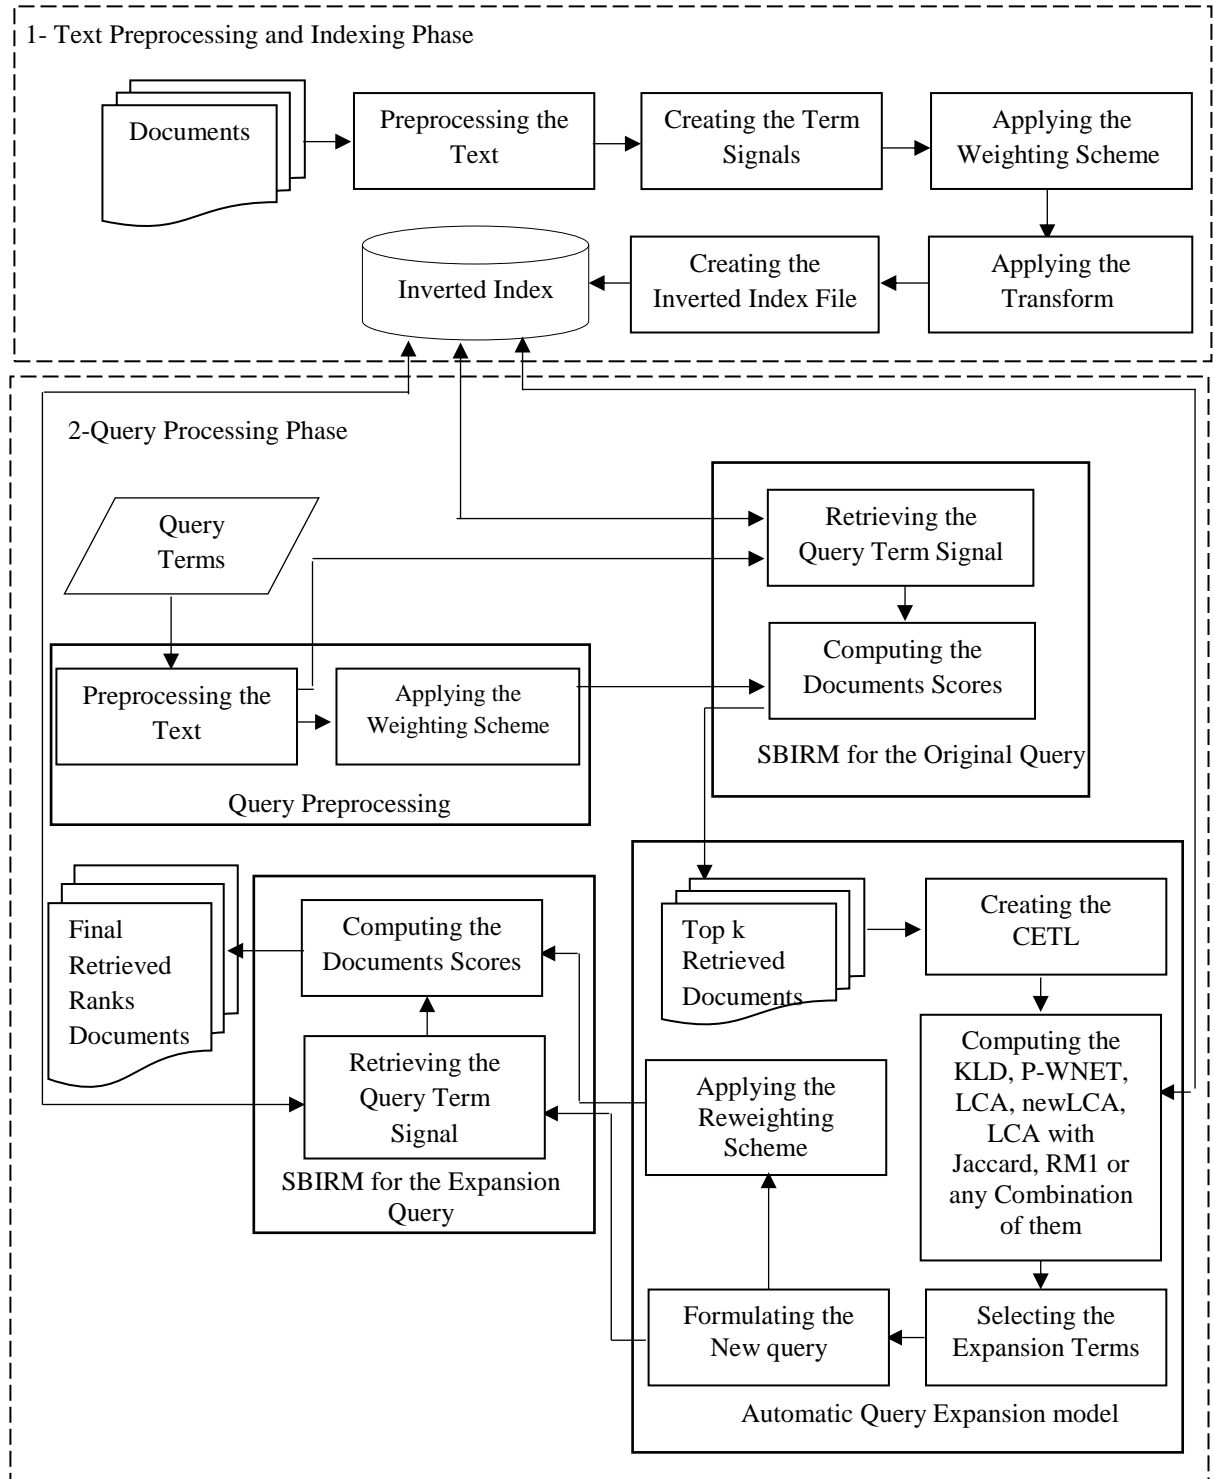 1- Text Preprocessing and Indexing Phase
Documents
Preprocessing the
Text
Creating the Term
Signals
Applying the
Weighting Scheme
Inverted Index
Creating the
Inverted Index File
Applying the
Transform
2-Query Processing Phase
Query
Terms
Retrieving the
Query Term Signal
Computing the
Documents Scores
SBIRM for the Original Query
Preprocessing the
Text
Applying the
Weighting Scheme
Query Preprocessing
Final
Retrieved
Ranks
Documents
Computing the
Documents Scores
Retrieving the
Query Term
Signal
SBIRM for the Expansion
Query
Top k
Retrieved
Documents
Creating the
CETL
Computing the
KLD, P-WNET,
LCA, newLCA,
LCA with
Jaccard, RM1 or
any Combination
of them
Applying the
Reweighting
Scheme
Formulating the
New query
Selecting the
Expansion Terms
Automatic Query Expansion model